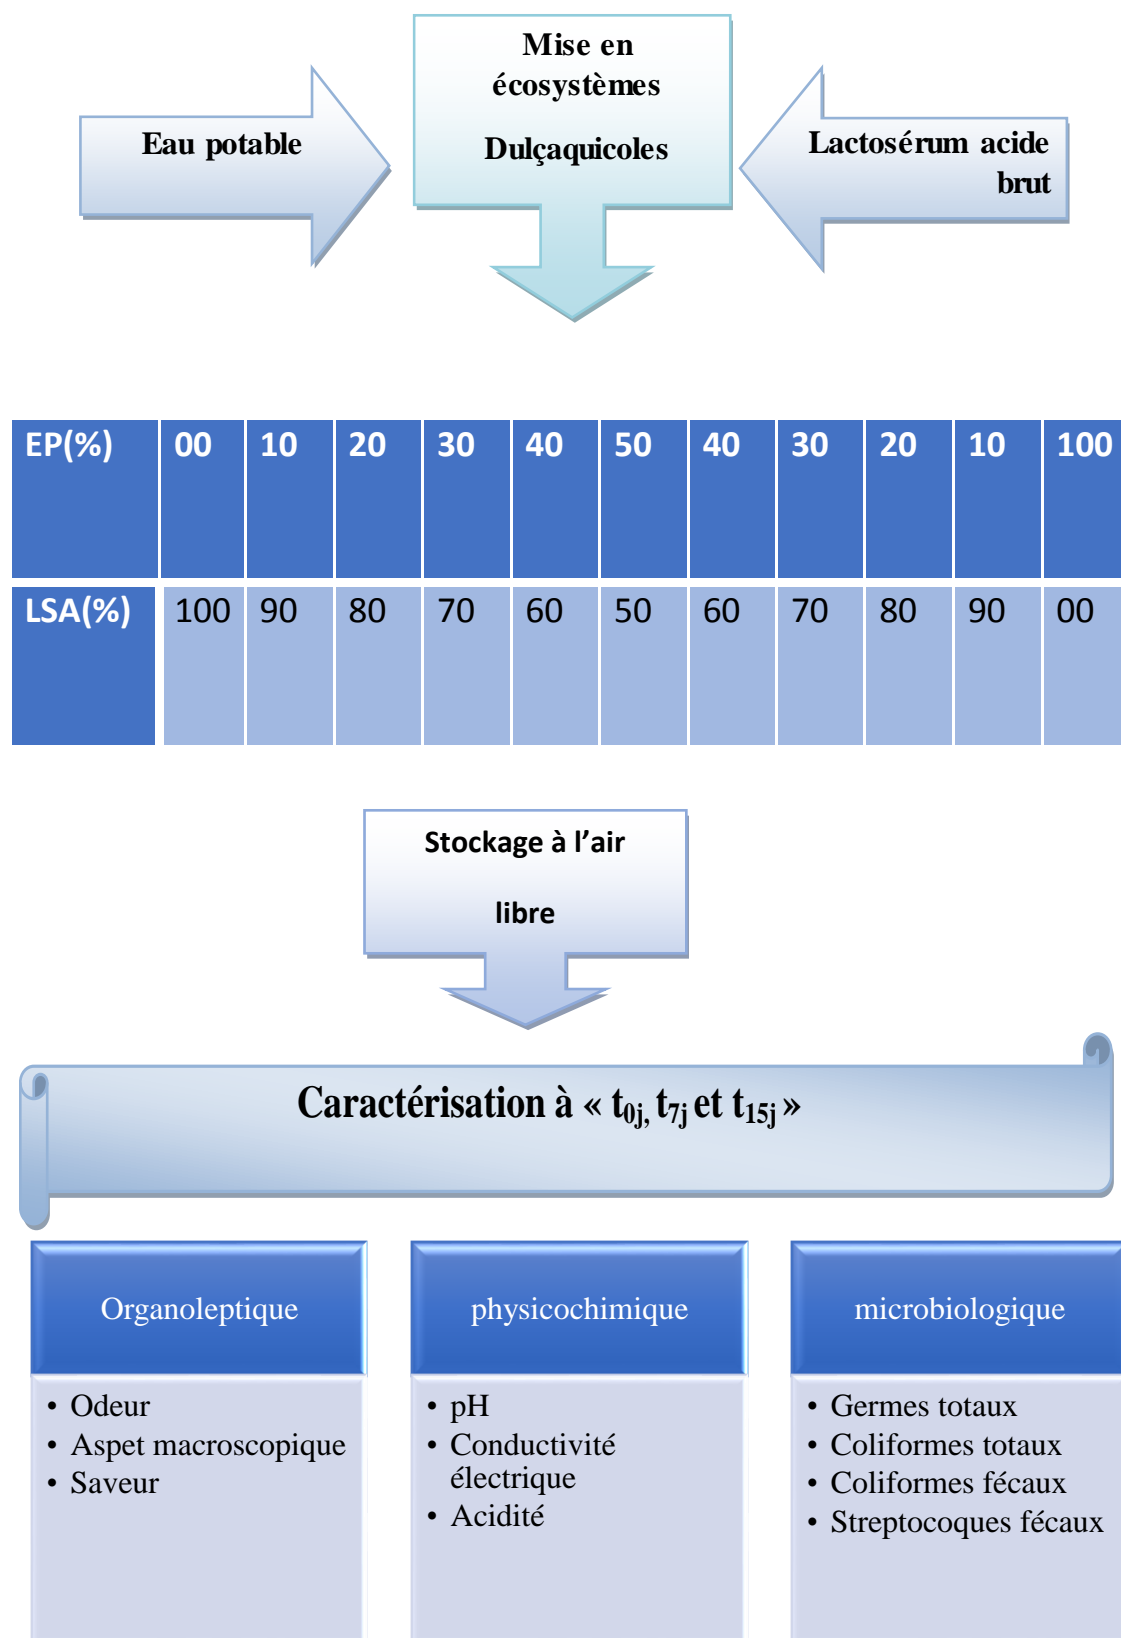 Mise en
écosystèmes
Dulçaquicoles
Eau potable
Lactosérum acide
brut
EP(%) 00 10 20 30 40 50 40 30 20 10 100
LSA(%) 100 90 80 70 60 50 60 70 80 90 00
Stockage à l’air
libre
Caractérisation à « t0j, t7j et t15j »
Organoleptique
• Odeur
• Aspet macroscopique
• Saveur
physicochimique
• pH
• Conductivité
électrique
• Acidité
microbiologique
• Germes totaux
• Coliformes totaux
• Coliformes fécaux
• Streptocoques fécaux